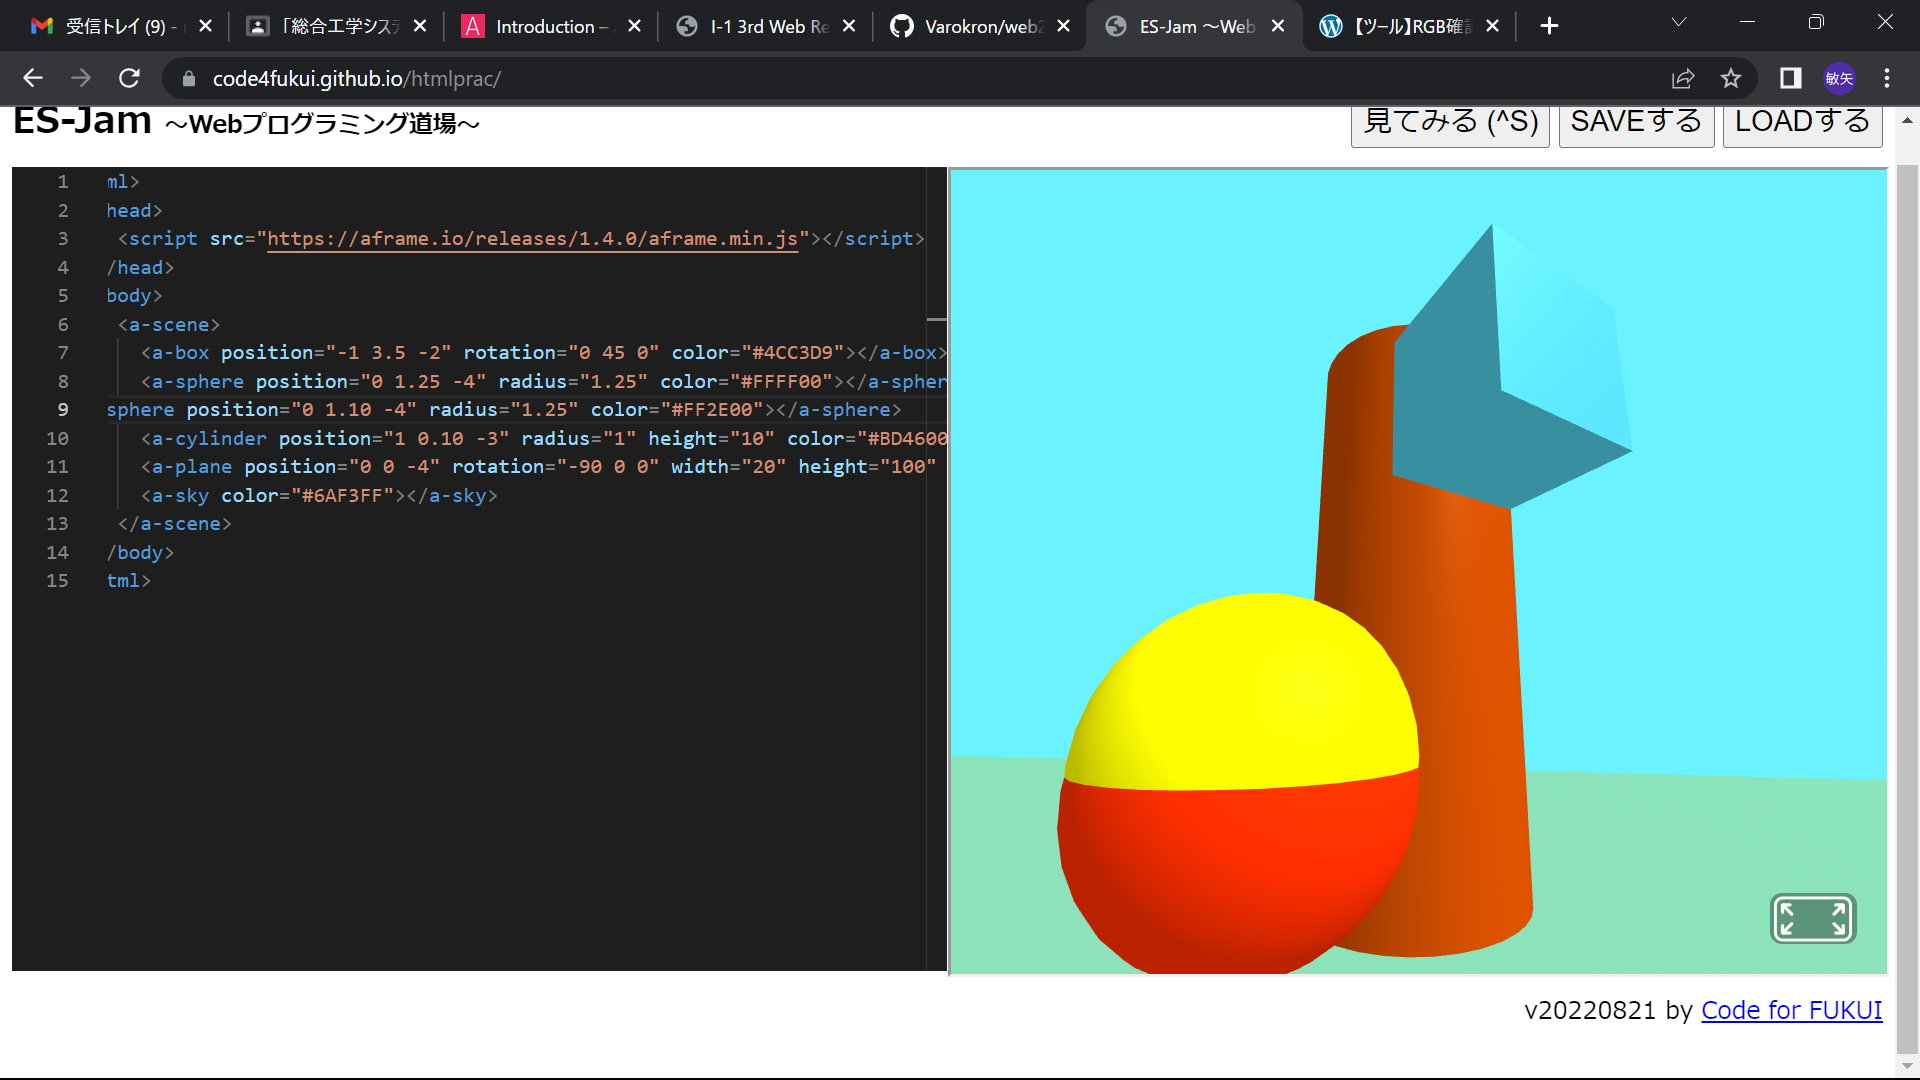 受信トレイ (9) -
「総合工学シス
Introduction –
I-1 3rd Web Re
Varokron/web2
ES-Jam ～Web
【ツール】RGB確認
code4fukui.github.io/htmlprac/
敏矢
ES-Jam ～Webプログラミング道場～
見てみる (^S)
SAVEする
LOADする
1 ml>
2 head>
3 <script src="https://aframe.io/releases/1.4.0/aframe.min.js"></script>
4 /head>
5 body>
6 <a-scene>
7 <a-box position="-1 3.5 -2" rotation="0 45 0" color="#4CC3D9"></a-box>
8 <a-sphere position="0 1.25 -4" radius="1.25" color="#FFFF00"></a-spher
9 sphere position="0 1.10 -4" radius="1.25" color="#FF2E00"></a-sphere>
10 <a-cylinder position="1 0.10 -3" radius="1" height="10" color="#BD4600
11 <a-plane position="0 0 -4" rotation="-90 0 0" width="20" height="100"
12 <a-sky color="#6AF3FF"></a-sky>
13 </a-scene>
14 /body>
15 tml>
v20220821 by Code for FUKUI